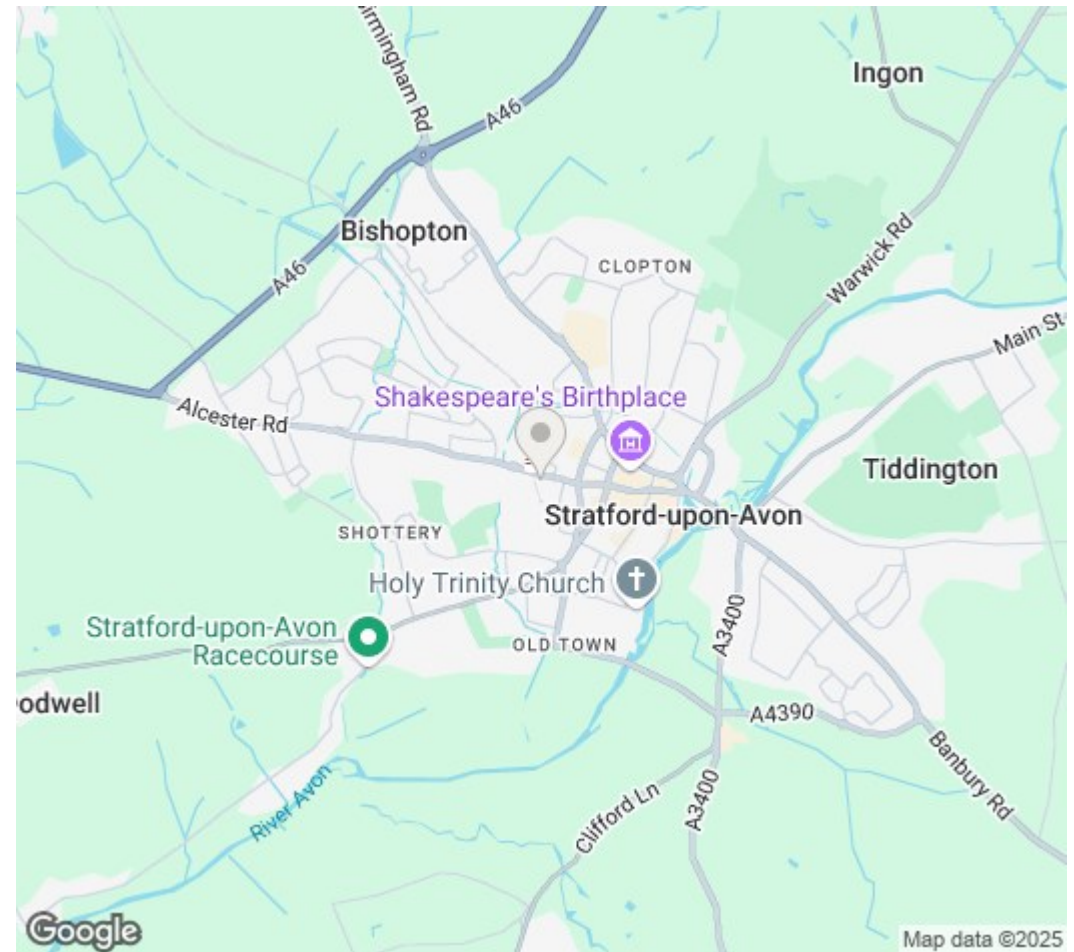 irmingham Rd
A46
Ingon
Bishopton
A46
CLOPTON
Warwick Rd
Main St
Shakespeare's Birthplace
Alcester Rd
Tiddington
Stratford-upon-Avon
SHOTTERY
Holy Trinity Church
A3400
Stratford-upon-Avon
Racecourse
OLD TOWN
odwell
A4390
Banbury Rd
River Avon
Clifford Ln
A3400
Google
Map data ©2025